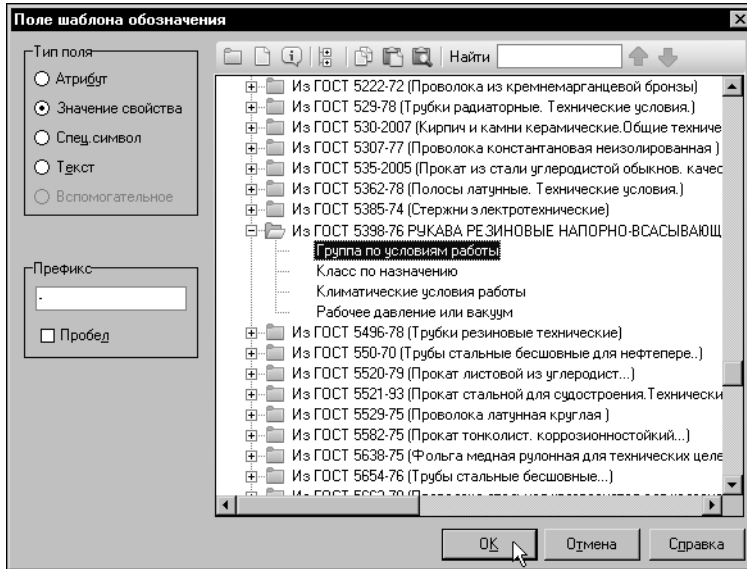 Поле шаблона обозначения
Тип поля
Атрибут
Значение свойства
Спец.символ
Текст
Вспомогательное
Префикс
-
Пробел
Найти
Из ГОСТ 5222-72 (Проволока из кремнемарганцевой бронзы)
Из ГОСТ 529-78 (Трубки радиаторные. Технические условия.)
Из ГОСТ 530-2007 (Кирпич и камни керамические.Общие техниче
Из ГОСТ 5307-77 (Проволока константановая неизолированная )
Из ГОСТ 535-2005 (Прокат из стали углеродистой обыкнов. качес
Из ГОСТ 5362-78 (Полосы латунные. Технические условия.)
Из ГОСТ 5385-74 (Стержни электротехнические)
Из ГОСТ 5398-76 РУКАВА РЕЗИНОВЫЕ НАПОРНО-ВСАСЫВАЮЩ
Группа по условиям работы
Класс по назначению
Климатические условия работы
Рабочее давление или вакуум
Из ГОСТ 5496-78 (Трубки резиновые технические)
Из ГОСТ 550-70 (Трубы стальные бесшовные для нефтепере..)
Из ГОСТ 5520-79 (Прокат листовой из углеродист...)
Из ГОСТ 5521-93 (Прокат стальной для судостроения.Технически
Из ГОСТ 5529-75 (Проволока латунная круглая )
Из ГОСТ 5582-75 (Прокат тонколист. коррозионностойкий...)
Из ГОСТ 5638-75 (Фольга медная рулонная для технических целе
Из ГОСТ 5654-76 (Трубы стальные бесшовные...)
OK
Отмена
Справка